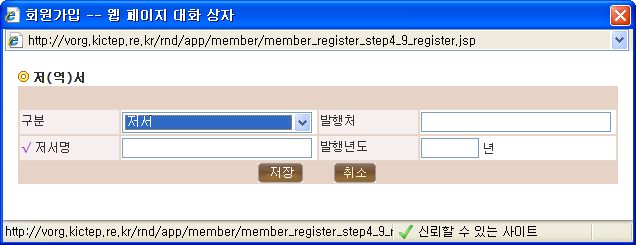 회원가입 -- 웹 페이지 대화 상자
http://vorg.kictep.re.kr/rnd/app/member/member_register_step4_9_register.jsp
저(역)서
구분 저서 발행처
√ 저서명 발행년도 년
저장 취소
http://vorg.kictep.re.kr/rnd/app/member/member_register_step4_9_r 신뢰할 수 있는 사이트